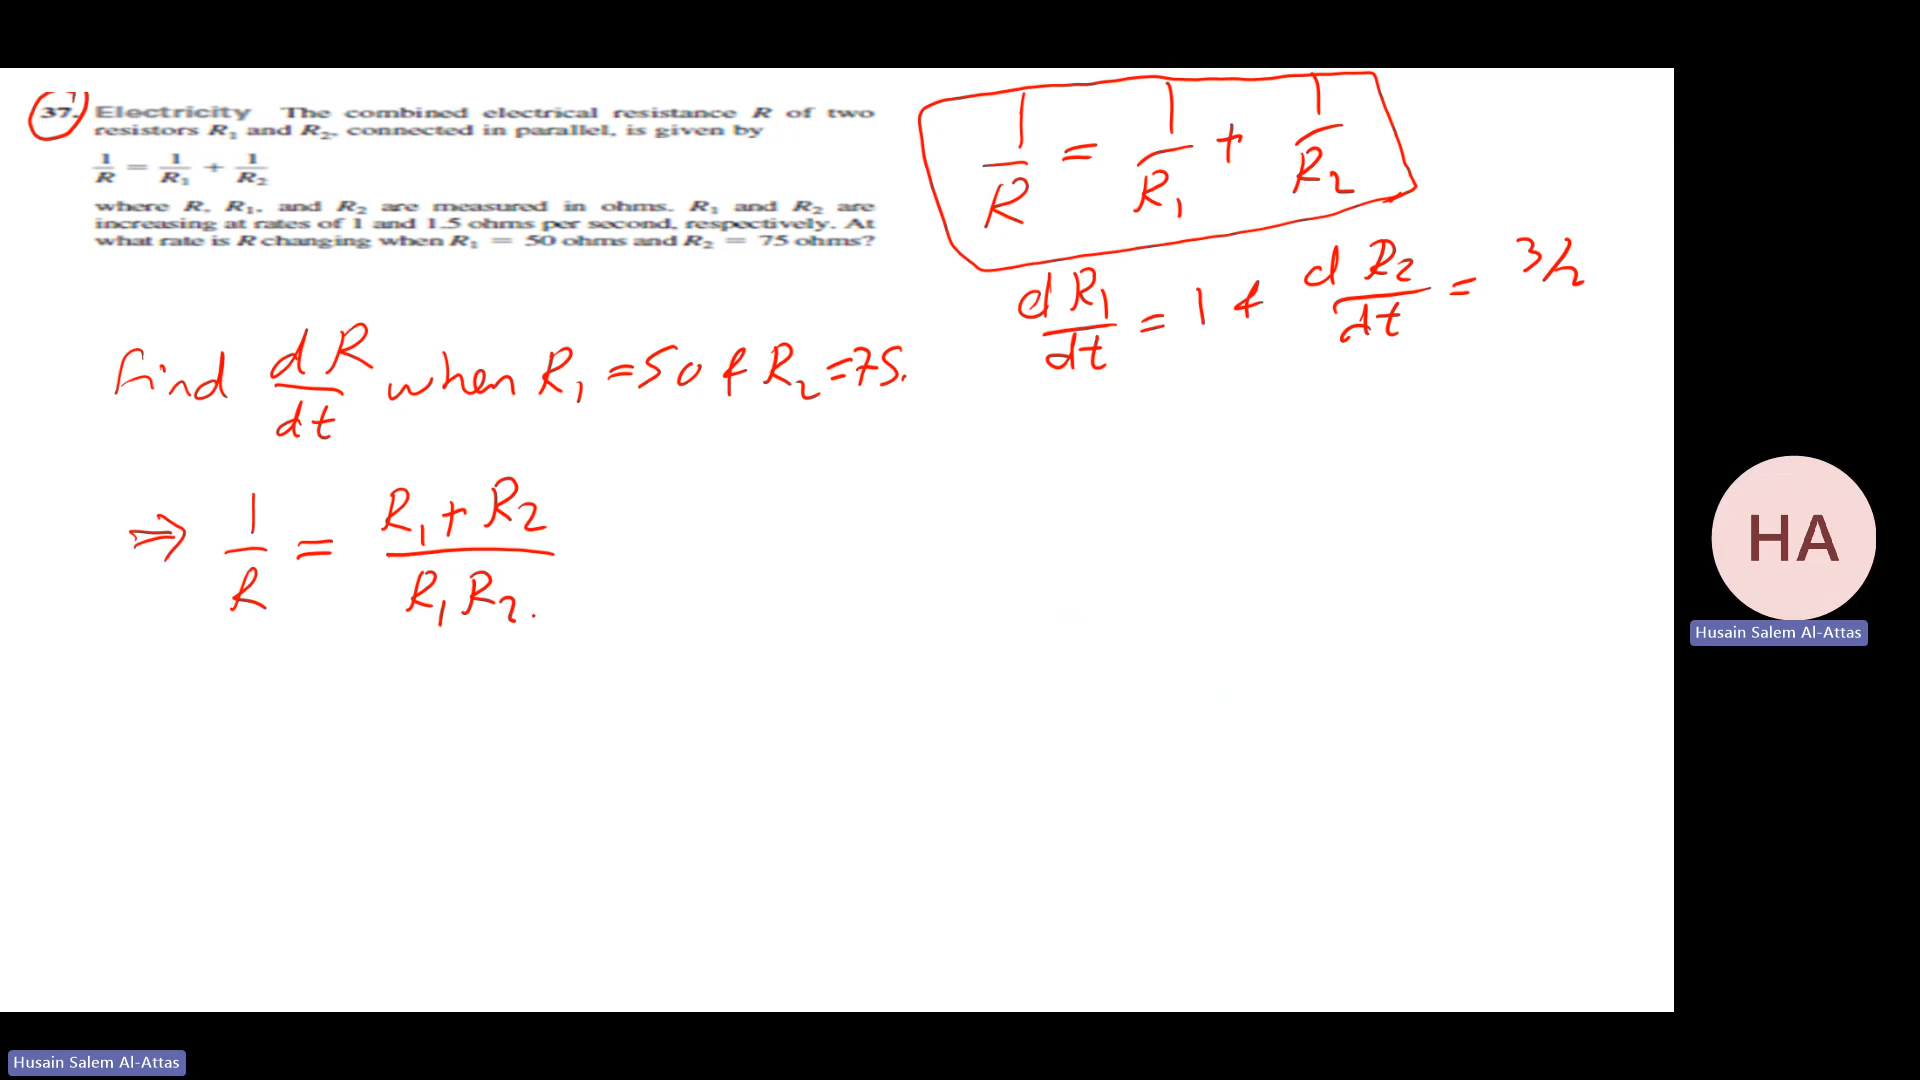 37. Electricity The combined electrical resistance R of two
resistors R₁ and R₂, connected in parallel, is given by
1/R = 1/R₁ + 1/R₂
where R, R₁, and R₂ are measured in ohms. R₁ and R₂ are
increasing at rates of 1 and 1.5 ohms per second, respectively. At
what rate is R changing when R₁ = 50 ohms and R₂ = 75 ohms?
1/R = 1/R₁ + 1/R₂
dR₁/dt = 1 & dR₂/dt = 3/2
find dR/dt when R₁ = 50 & R₂ = 75.
⇒ 1/R = (R₁ + R₂)/(R₁ R₂).
HA
Husain Salem Al-Attas
Husain Salem Al-Attas